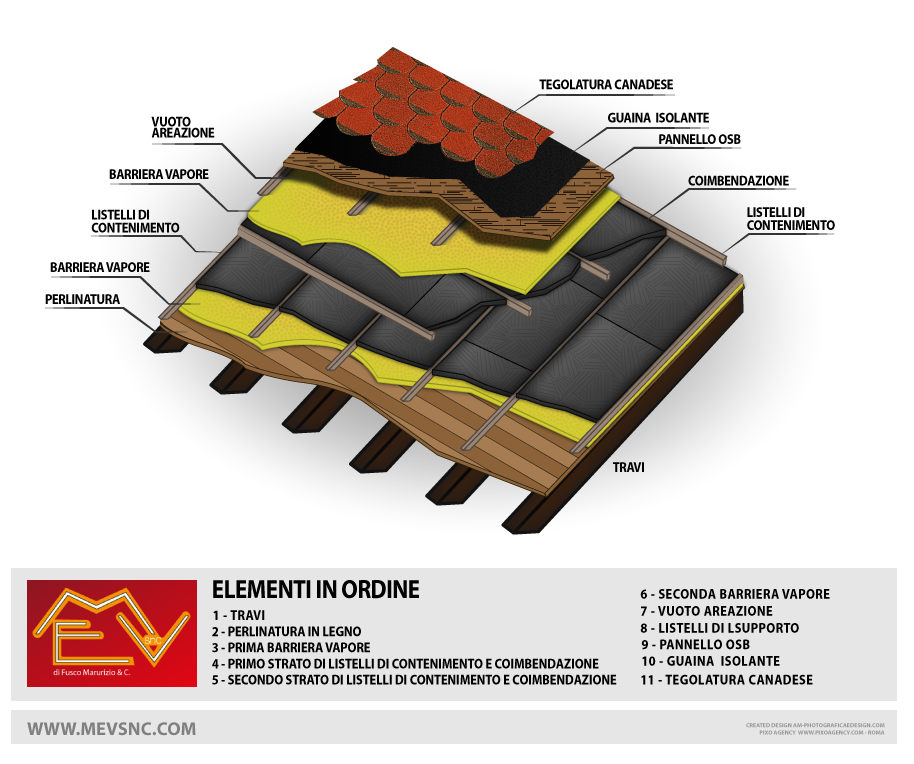 TEGOLATURA CANADESE
GUAINA ISOLANTE
PANNELLO OSB
COIMBENDAZIONE
LISTELLI DI
CONTENIMENTO
VUOTO
AREAZIONE
BARRIERA VAPORE
LISTELLI DI
CONTENIMENTO
BARRIERA VAPORE
PERLINATURA
TRAVI
ELEMENTI IN ORDINE
1 - TRAVI
2 - PERLINATURA IN LEGNO
3 - PRIMA BARRIERA VAPORE
4 - PRIMO STRATO DI LISTELLI DI CONTENIMENTO E COIMBENDAZIONE
5 - SECONDO STRATO DI LISTELLI DI CONTENIMENTO E COIMBENDAZIONE
6 - SECONDA BARRIERA VAPORE
7 - VUOTO AREAZIONE
8 - LISTELLI DI LSUPPORTO
9 - PANNELLO OSB
10 - GUAINA ISOLANTE
11 - TEGOLATURA CANADESE
MEV
SNC
di Fusco Marurizio & C.
WWW.MEVSNC.COM
CREATED DESIGN AM-PHOTOGRAFICAEDESIGN.COM
PIXO AGENCY WWW.PIXOAGENCY.COM - ROMA